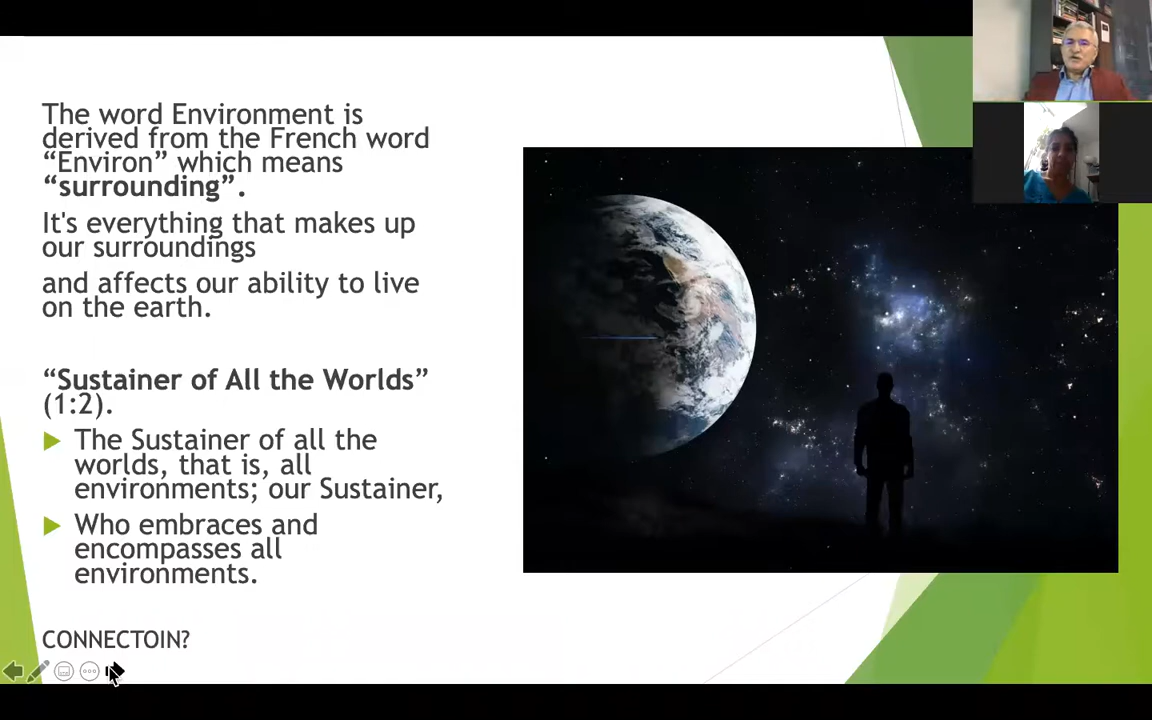 The word Environment is
derived from the French word
“Environ” which means
“surrounding”.
It's everything that makes up
our surroundings
and affects our ability to live
on the earth.
“Sustainer of All the Worlds”
(1:2).
The Sustainer of all the
worlds, that is, all
environments; our Sustainer,
Who embraces and
encompasses all
environments.
CONNECTOIN?